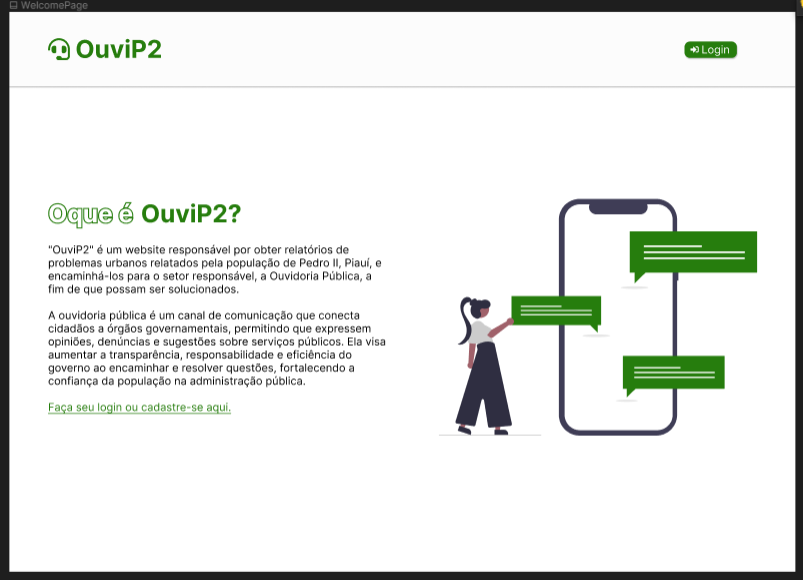 WelcomePage
OuviP2
Login
Oque é OuviP2?
"OuviP2" é um website responsável por obter relatórios de
problemas urbanos relatados pela população de Pedro II, Piauí, e
encaminhá-los para o setor responsável, a Ouvidoria Pública, a
fim de que possam ser solucionados.
A ouvidoria pública é um canal de comunicação que conecta
cidadãos a órgãos governamentais, permitindo que expressem
opiniões, denúncias e sugestões sobre serviços públicos. Ela visa
aumentar a transparência, responsabilidade e eficiência do
governo ao encaminhar e resolver questões, fortalecendo a
confiança da população na administração pública.
Faça seu login ou cadastre-se aqui.